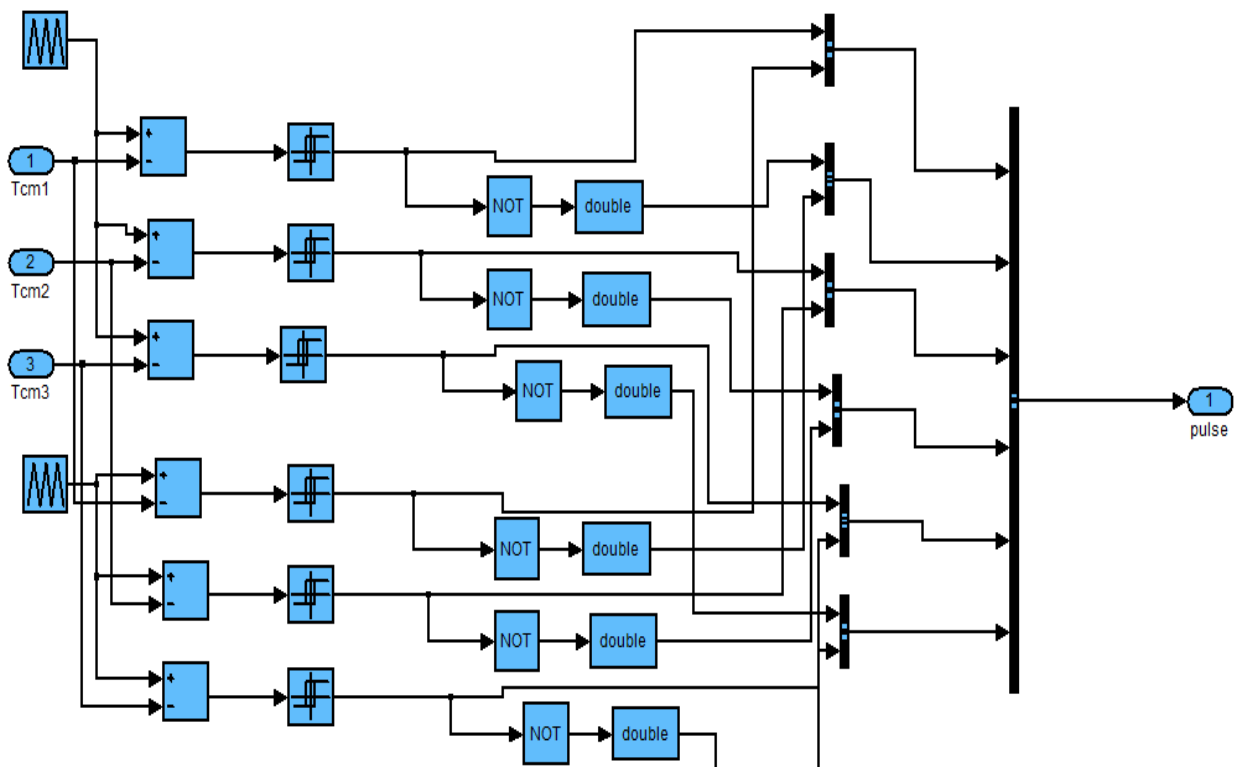 1
Tcm1
NOT
double
2
Tcm2
NOT
double
3
Tcm3
NOT
double
1
pulse
NOT
double
NOT
double
NOT
double